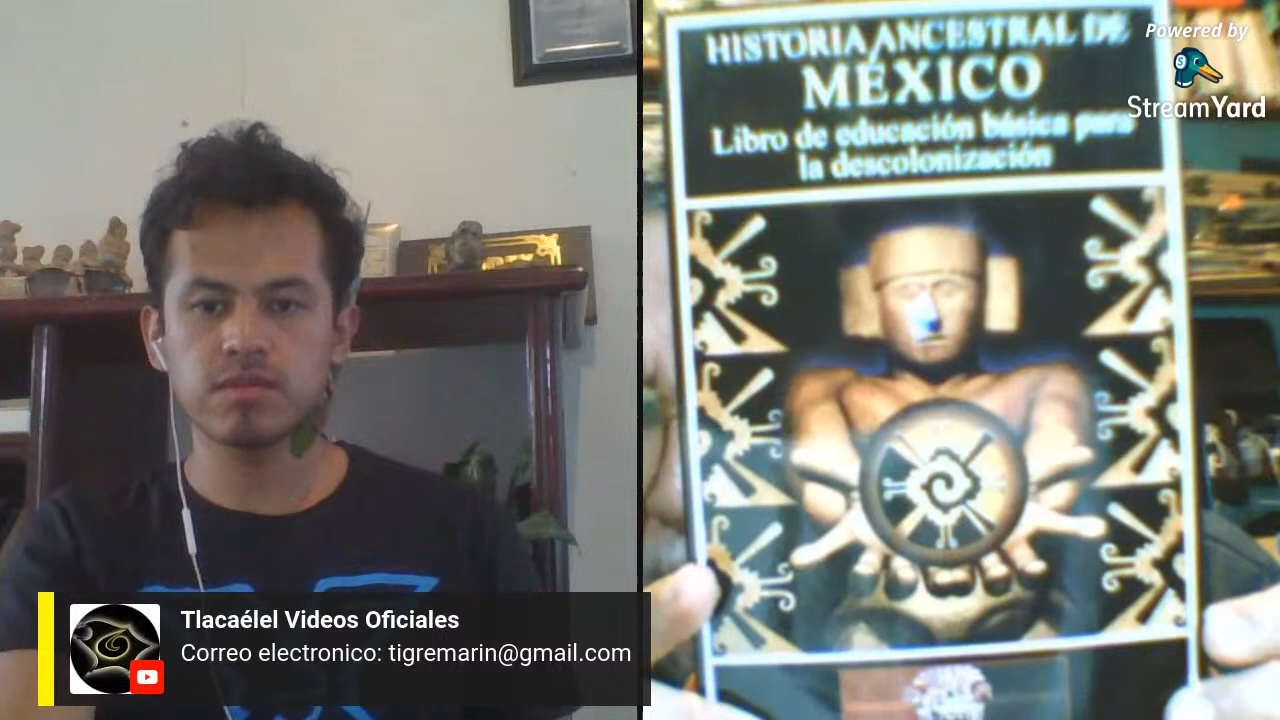 HISTORIA ANCESTRAL DE
MÉXICO
Libro de educación básica para
la descolonización
Powered by
StreamYard
Tlacaélel Videos Oficiales
Correo electronico: tigremarin@gmail.com